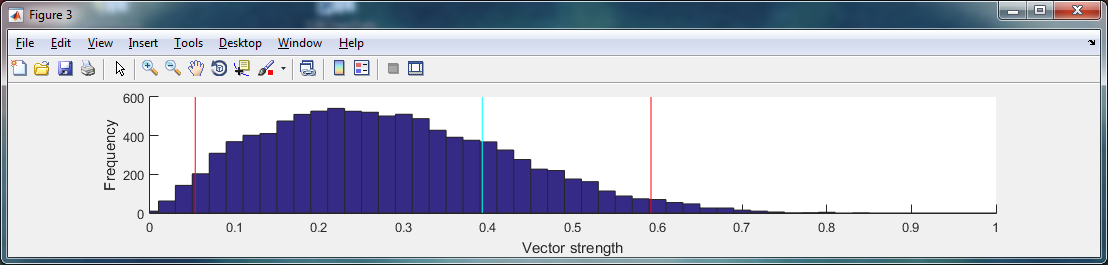 Figure 3
File Edit View Insert Tools Desktop Window Help
600
400
200
0
Frequency
0 0.1 0.2 0.3 0.4 0.5 0.6 0.7 0.8 0.9 1
Vector strength